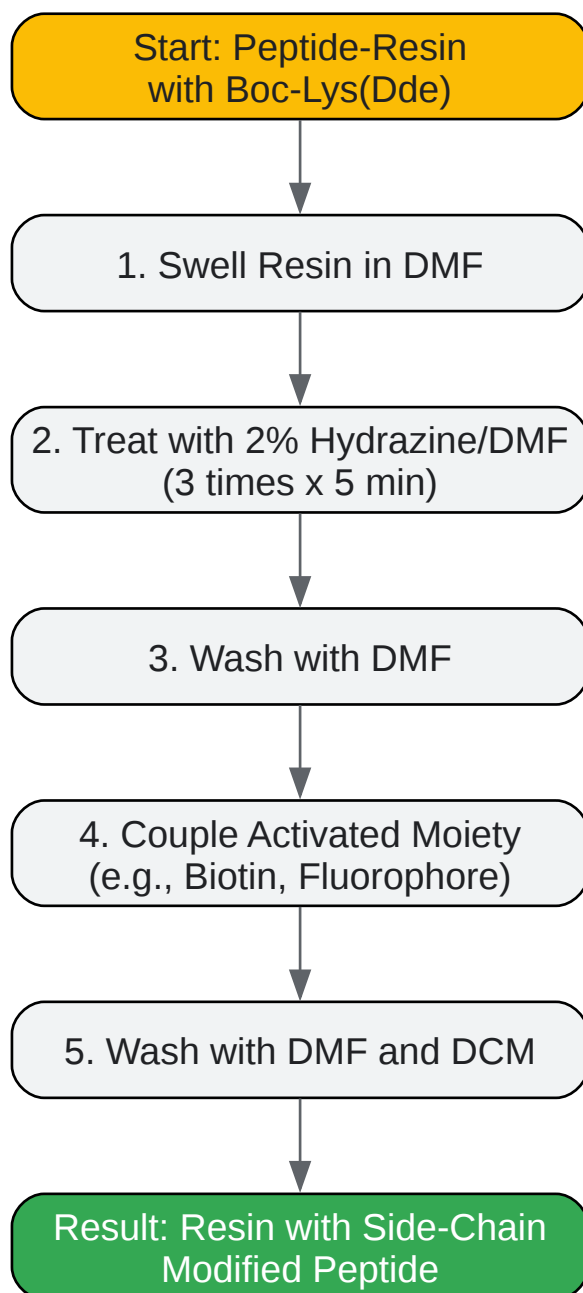 Start: Peptide-Resin
with Boc-Lys(Dde)
1. Swell Resin in DMF
2. Treat with 2% Hydrazine/DMF
(3 times x 5 min)
3. Wash with DMF
4. Couple Activated Moiety
(e.g., Biotin, Fluorophore)
5. Wash with DMF and DCM
Result: Resin with Side-Chain
Modified Peptide